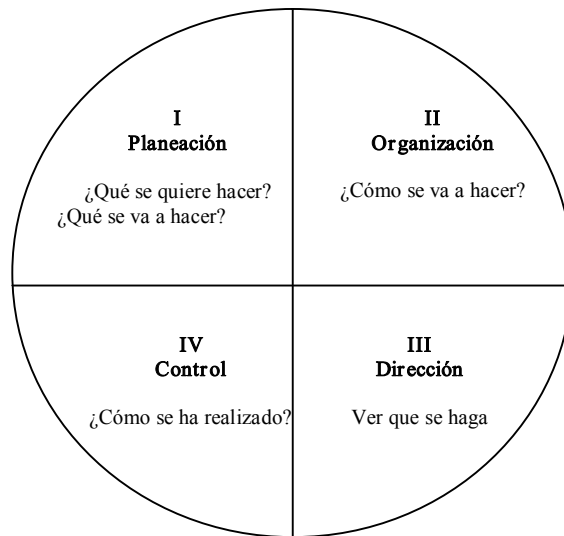 I
Planeación
¿Qué se quiere hacer?
¿Qué se va a hacer?
II
Organización
¿Cómo se va a hacer?
IV
Control
¿Cómo se ha realizado?
III
Dirección
Ver que se haga